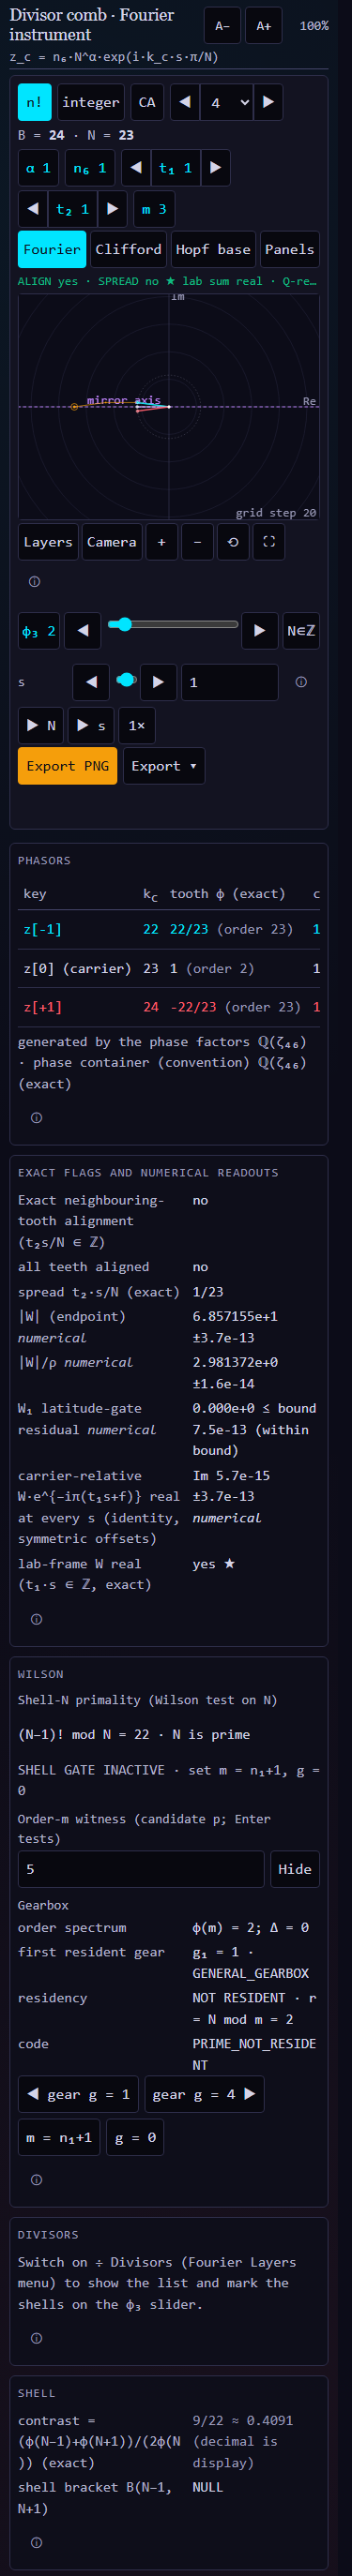 Divisor comb · Fourier
instrument
A− A+ 100%
z_c = n₆·N^α·exp(i·k_c·s·π/N)
n! integer CA ◀ 4 ▶
B = 24 · N = 23
α 1 n₆ 1 ◀ t₁ 1 ▶
◀ t₂ 1 ▶ m 3
Fourier Clifford Hopf base Panels
ALIGN yes · SPREAD no ★ lab sum real · Q-re…
Im
mirror axis
Re
grid step 20
Layers Camera + − ⟲ ⛶
ⓘ
ϕ₃ 2 ◀ ▶ N∈ℤ
s ◀ ▶ 1 ⓘ
▶ N ▶ s 1×
Export PNG Export ▾
PHASORS
key k_C tooth ϕ (exact) c
z[-1] 22 22/23 (order 23) 1
z[0] (carrier) 23 1 (order 2) 1
z[+1] 24 -22/23 (order 23) 1
generated by the phase factors ℚ(ζ₄₆)
· phase container (convention) ℚ(ζ₄₆)
(exact)
ⓘ
EXACT FLAGS AND NUMERICAL READOUTS
Exact neighbouring- no
tooth alignment
(t₂s/N ∈ ℤ)
all teeth aligned no
spread t₂·s/N (exact) 1/23
|W| (endpoint) 6.857155e+1
numerical ±3.7e-13
|W|/ρ numerical 2.981372e+0
±1.6e-14
W₁ latitude-gate 0.000e+0 ≤ bound
residual numerical 7.5e-13 (within
bound)
carrier-relative Im 5.7e-15
W·e^{−iπ(t₁s+f)} real ±3.7e-13
at every s (identity, numerical
symmetric offsets)
lab-frame W real yes ★
(t₁·s ∈ ℤ, exact)
ⓘ
WILSON
Shell-N primality (Wilson test on N)
(N−1)! mod N = 22 · N is prime
SHELL GATE INACTIVE · set m = n₁+1, g =
0
Order-m witness (candidate p; Enter
tests)
5 Hide
Gearbox
order spectrum ϕ(m) = 2; Δ = 0
first resident gear g₁ = 1 ·
GENERAL_GEARBOX
residency NOT RESIDENT · r
= N mod m = 2
code PRIME_NOT_RESIDE
NT
◀ gear g = 1 gear g = 4 ▶
m = n₁+1 g = 0
ⓘ
DIVISORS
Switch on ÷ Divisors (Fourier Layers
menu) to show the list and mark the
shells on the ϕ₃ slider.
ⓘ
SHELL
contrast = 9/22 ≈ 0.4091
(ϕ(N−1)+ϕ(N+1))/(2ϕ(N (decimal is
)) (exact) display)
shell bracket B(N−1, NULL
N+1)
ⓘ